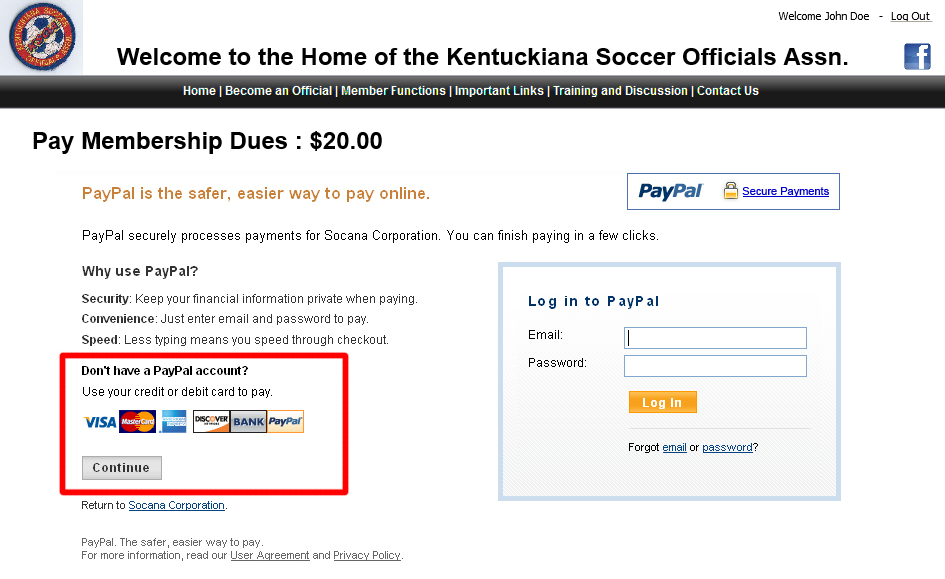 Welcome John Doe - Log Out
Welcome to the Home of the Kentuckiana Soccer Officials Assn.
Home | Become an Official | Member Functions | Important Links | Training and Discussion | Contact Us
Pay Membership Dues : $20.00
PayPal is the safer, easier way to pay online.
PayPal Secure Payments
PayPal securely processes payments for Socana Corporation. You can finish paying in a few clicks.
Why use PayPal?
Security: Keep your financial information private when paying.
Convenience: Just enter email and password to pay.
Speed: Less typing means you speed through checkout.
Don't have a PayPal account?
Use your credit or debit card to pay.
VISA MasterCard DISCOVER BANK PayPal
Continue
Return to Socana Corporation.
Log in to PayPal
Email:
Password:
Log In
Forgot email or password?
PayPal. The safer, easier way to pay.
For more information, read our User Agreement and Privacy Policy.